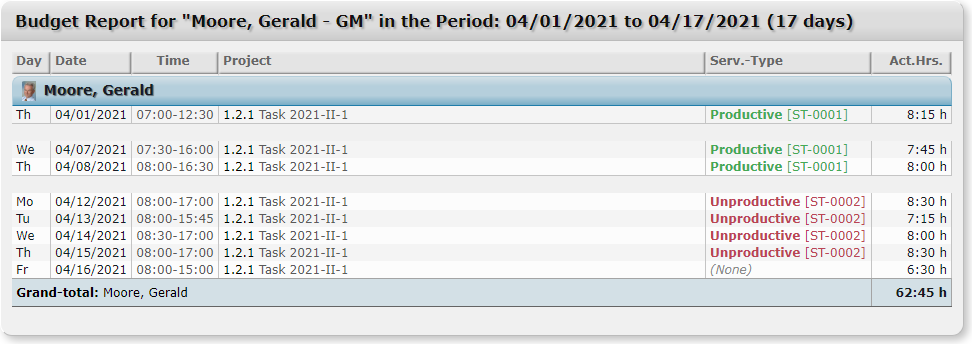 Budget Report for "Moore, Gerald - GM" in the Period: 04/01/2021 to 04/17/2021 (17 days)
Day Date Time Project Serv.-Type Act.Hrs.
Moore, Gerald
Th 04/01/2021 07:00-12:30 1.2.1 Task 2021-II-1 Productive [ST-0001] 8:15 h
We 04/07/2021 07:30-16:00 1.2.1 Task 2021-II-1 Productive [ST-0001] 7:45 h
Th 04/08/2021 08:00-16:30 1.2.1 Task 2021-II-1 Productive [ST-0001] 8:00 h
Mo 04/12/2021 08:00-17:00 1.2.1 Task 2021-II-1 Unproductive [ST-0002] 8:30 h
Tu 04/13/2021 08:00-15:45 1.2.1 Task 2021-II-1 Unproductive [ST-0002] 7:15 h
We 04/14/2021 08:30-17:00 1.2.1 Task 2021-II-1 Unproductive [ST-0002] 8:00 h
Th 04/15/2021 08:00-17:00 1.2.1 Task 2021-II-1 Unproductive [ST-0002] 8:30 h
Fr 04/16/2021 08:00-15:00 1.2.1 Task 2021-II-1 (None) 6:30 h
Grand-total: Moore, Gerald 62:45 h